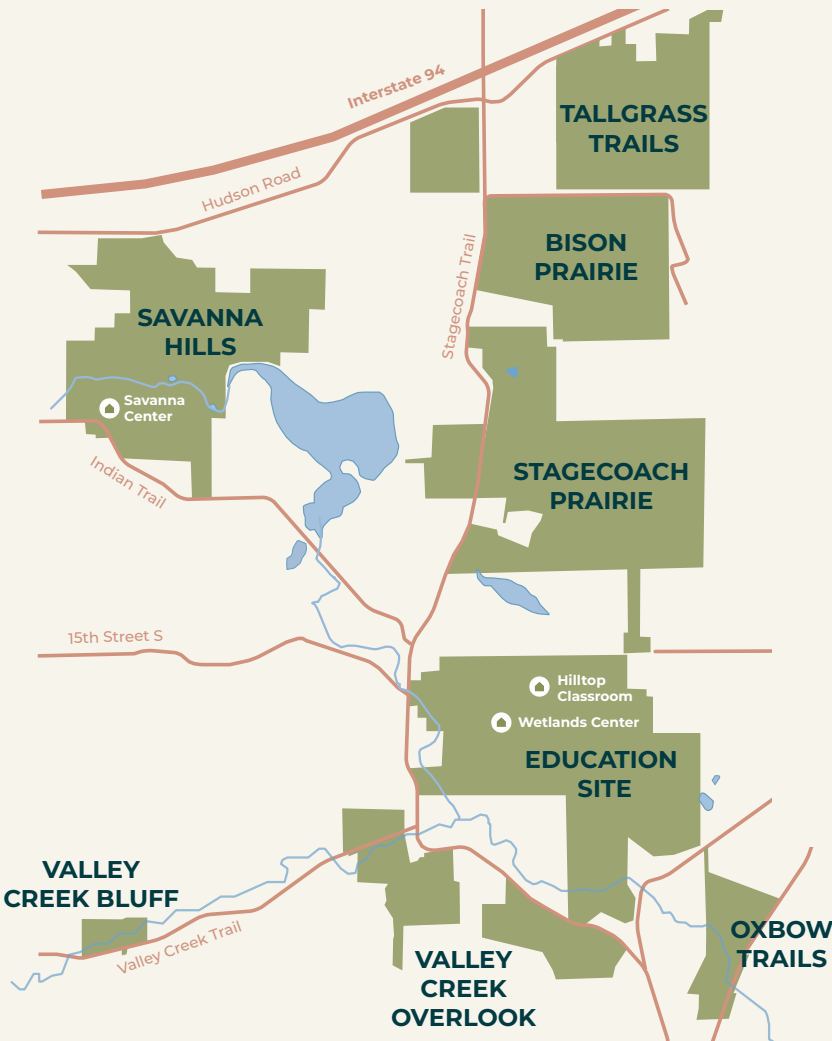 Interstate 94
TALLGRASS
TRAILS
Hudson Road
BISON
PRAIRIE
Stagecoach Trail
SAVANNA
HILLS
Savanna
Center
Indian Trail
STAGECOACH
PRAIRIE
15th Street S
Hilltop
Classroom
Wetlands Center
EDUCATION
SITE
VALLEY
CREEK BLUFF
Valley Creek Trail
VALLEY
CREEK
OVERLOOK
OXBOW
TRAILS